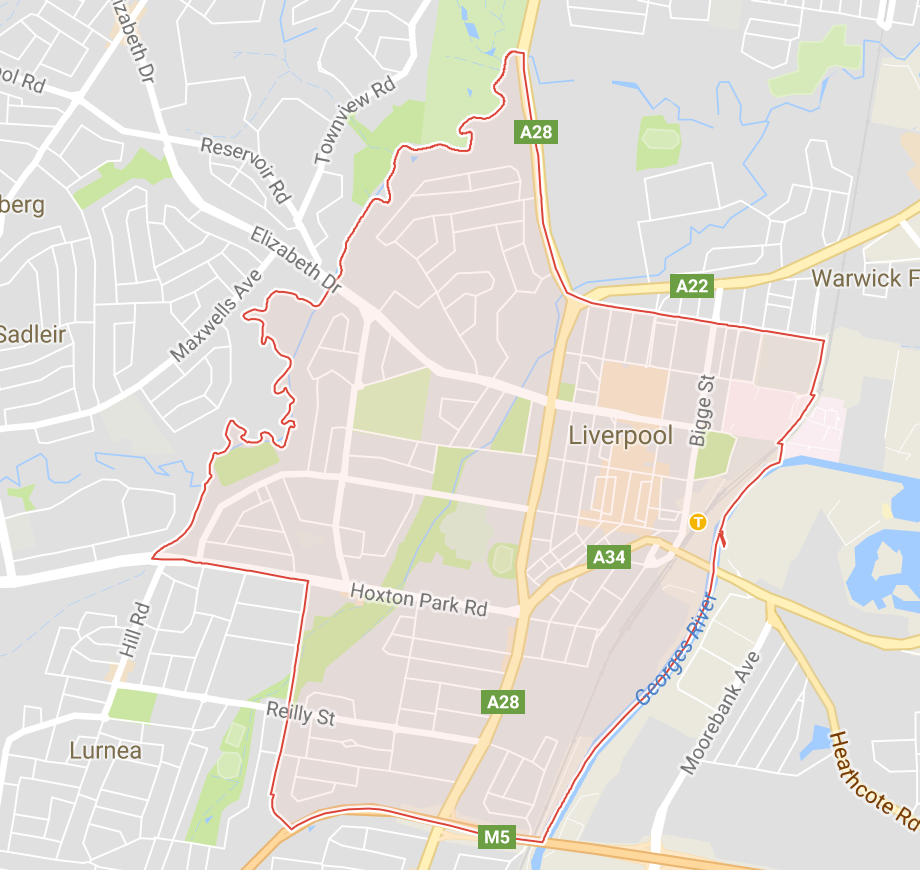 izabeth Dr
ool Rd
Townview Rd
A28
Reservoir Rd
berg
Elizabeth Dr
Warwick F
A22
Maxwells Ave
Sadleir
Bigge St
Liverpool
T
A34
Hoxton Park Rd
Hill Rd
Georges River
A28
Reilly St
Moorebank Ave
Lurnea
Heathcote Rd
M5